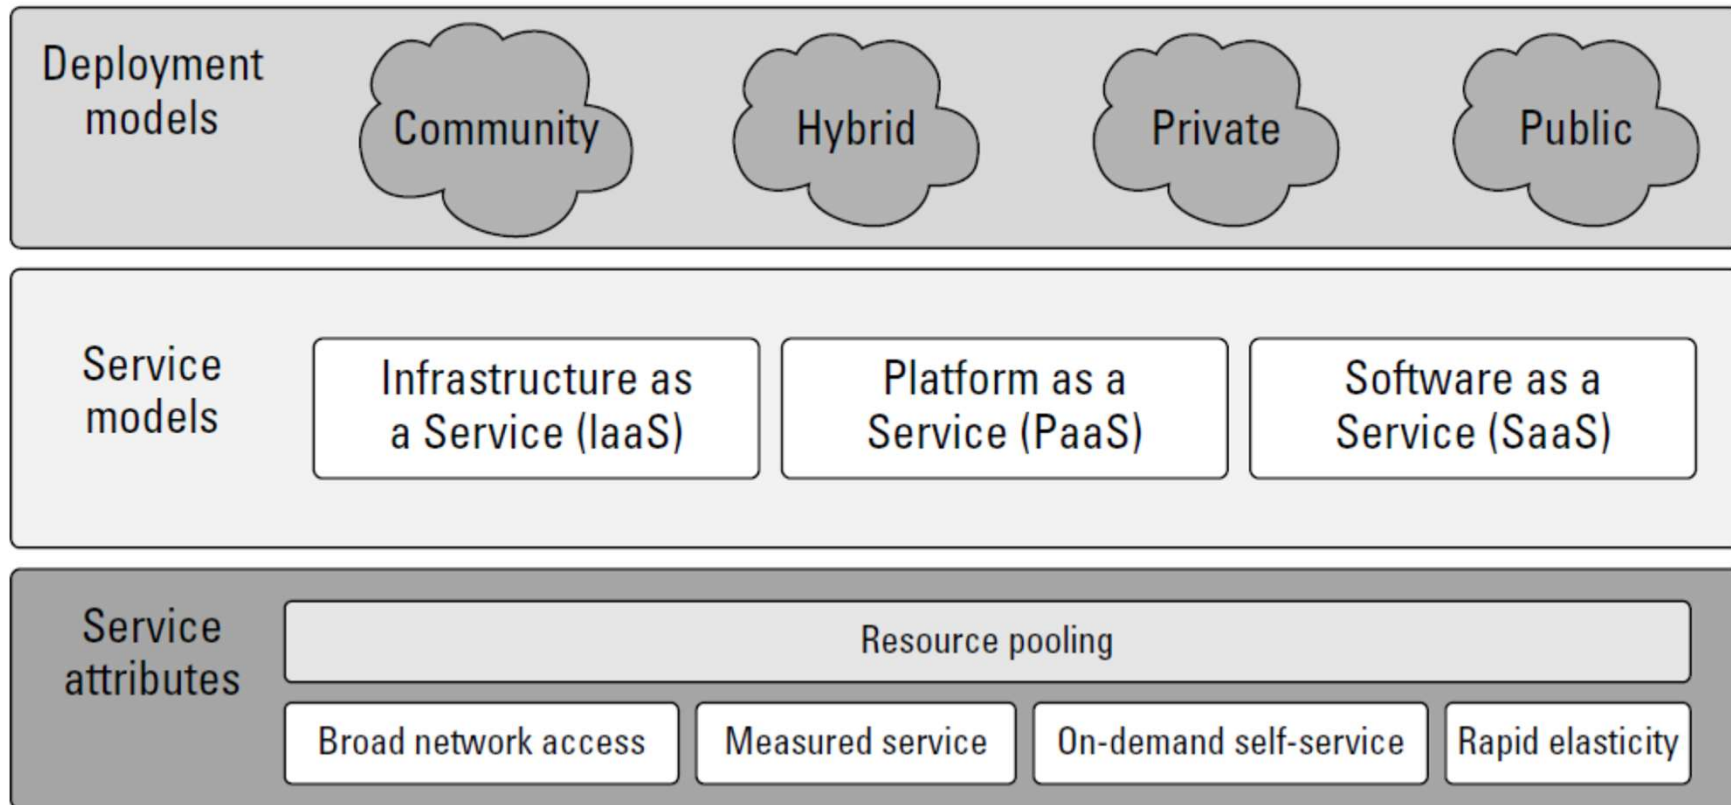 Deployment
models
Community
Hybrid
Private
Public
Service
models
Infrastructure as
a Service (IaaS)
Platform as a
Service (PaaS)
Software as a
Service (SaaS)
Service
attributes
Resource pooling
Broad network access
Measured service
On-demand self-service
Rapid elasticity